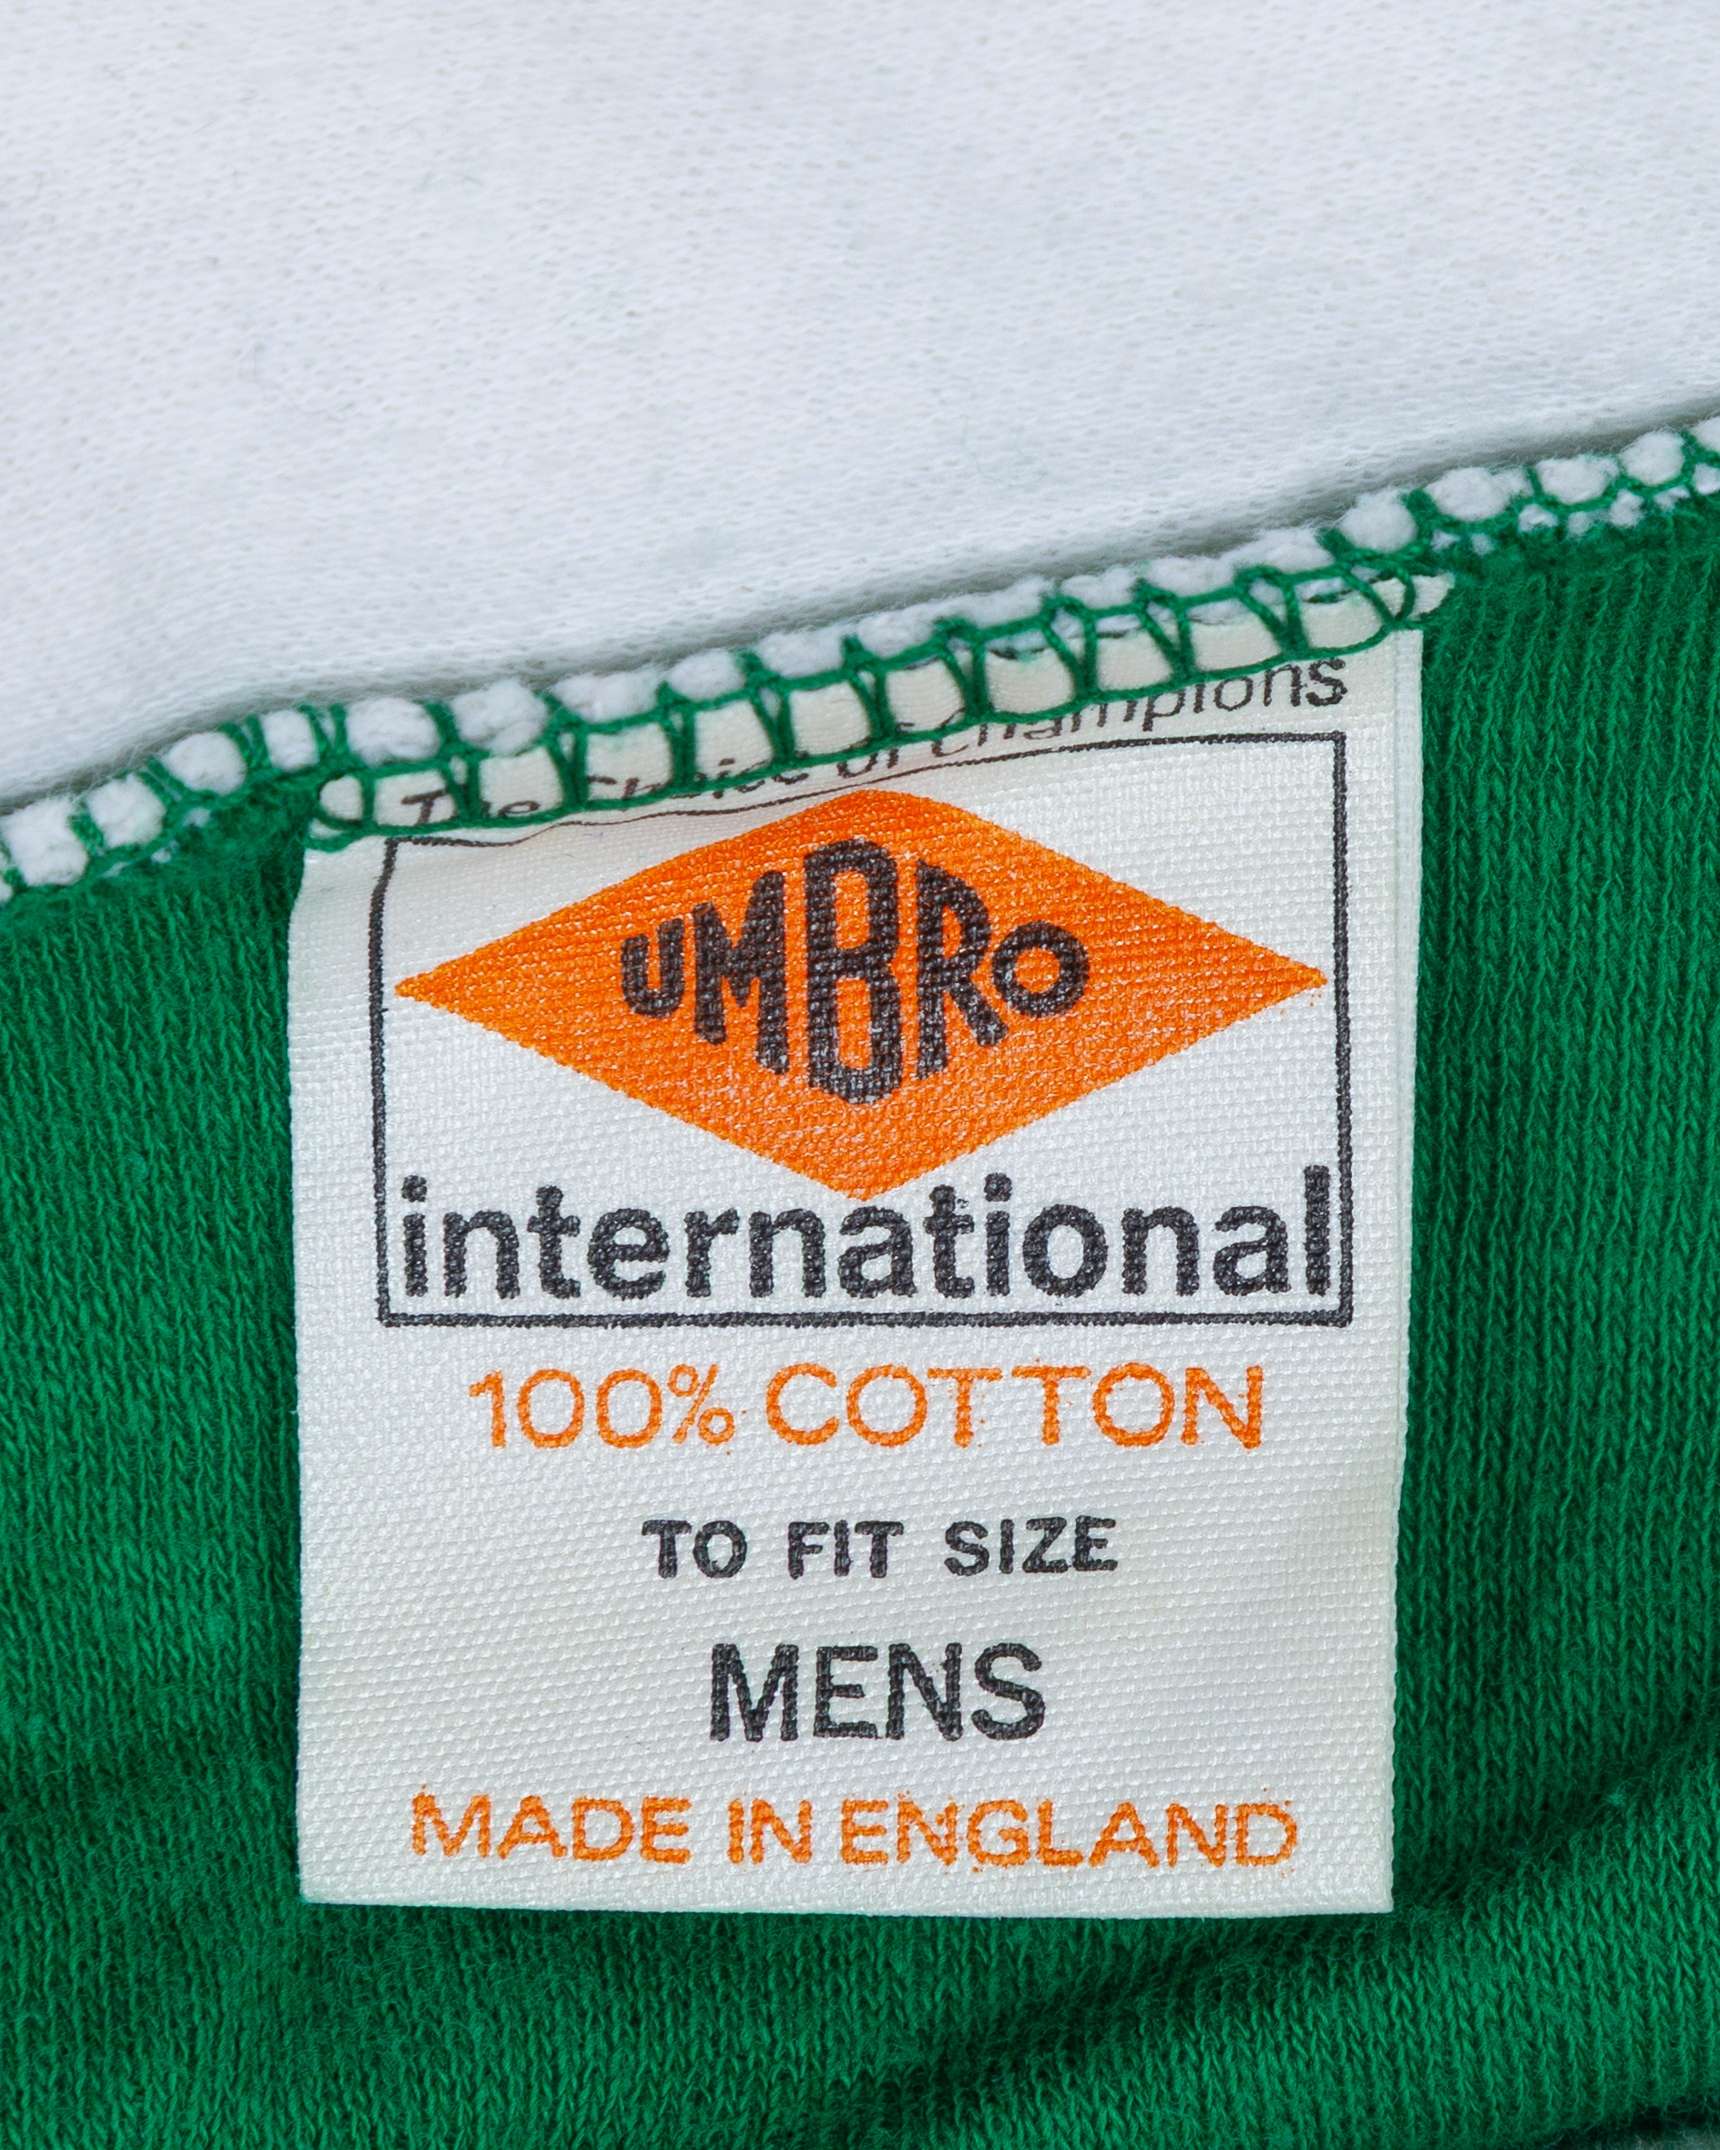 The Choice of Champions
UMBRO
international
100% COTTON
TO FIT SIZE
MENS
MADE IN ENGLAND